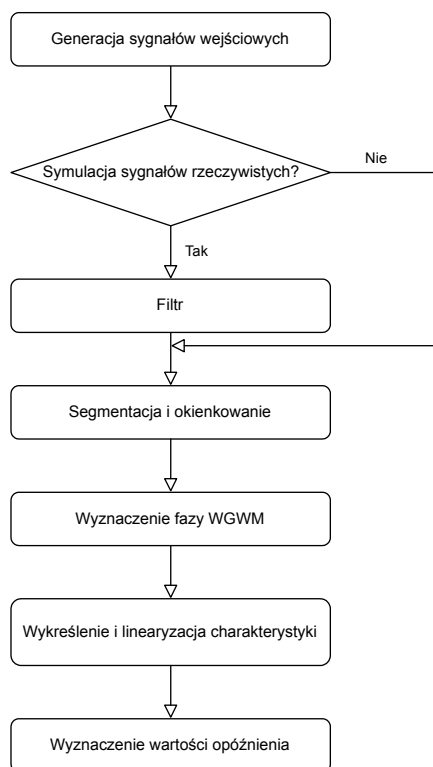 Generacja sygnałów wejściowych
Symulacja sygnałów rzeczywistych?
Nie
Tak
Filtr
Segmentacja i okienkowanie
Wyznaczenie fazy WGWM
Wykreślenie i linearyzacja charakterystyki
Wyznaczenie wartości opóźnienia